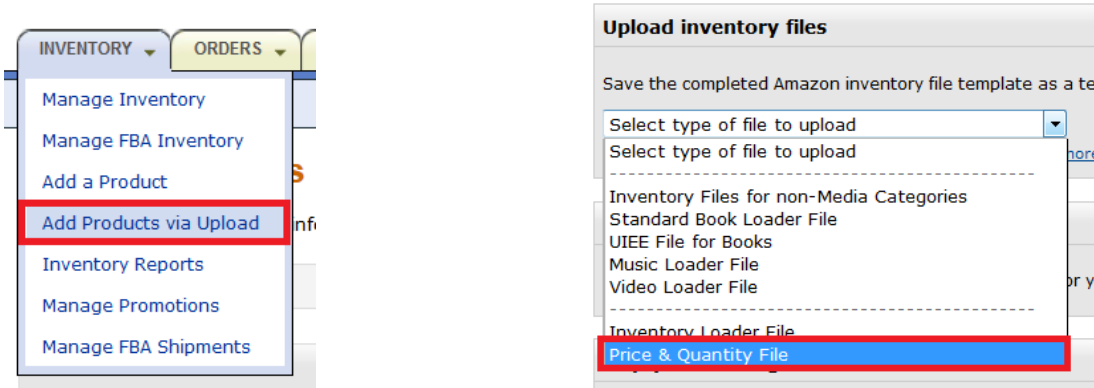 INVENTORY
ORDERS
Manage Inventory
Manage FBA Inventory
Add a Product
Add Products via Upload
Inventory Reports
Manage Promotions
Manage FBA Shipments
Upload inventory files
Save the completed Amazon inventory file template as a te
Select type of file to upload
Select type of file to upload
---------------------------------------------------
Inventory Files for non-Media Categories
Standard Book Loader File
UIEE File for Books
Music Loader File
Video Loader File
---------------------------------------------------
Inventory Loader File
Price & Quantity File